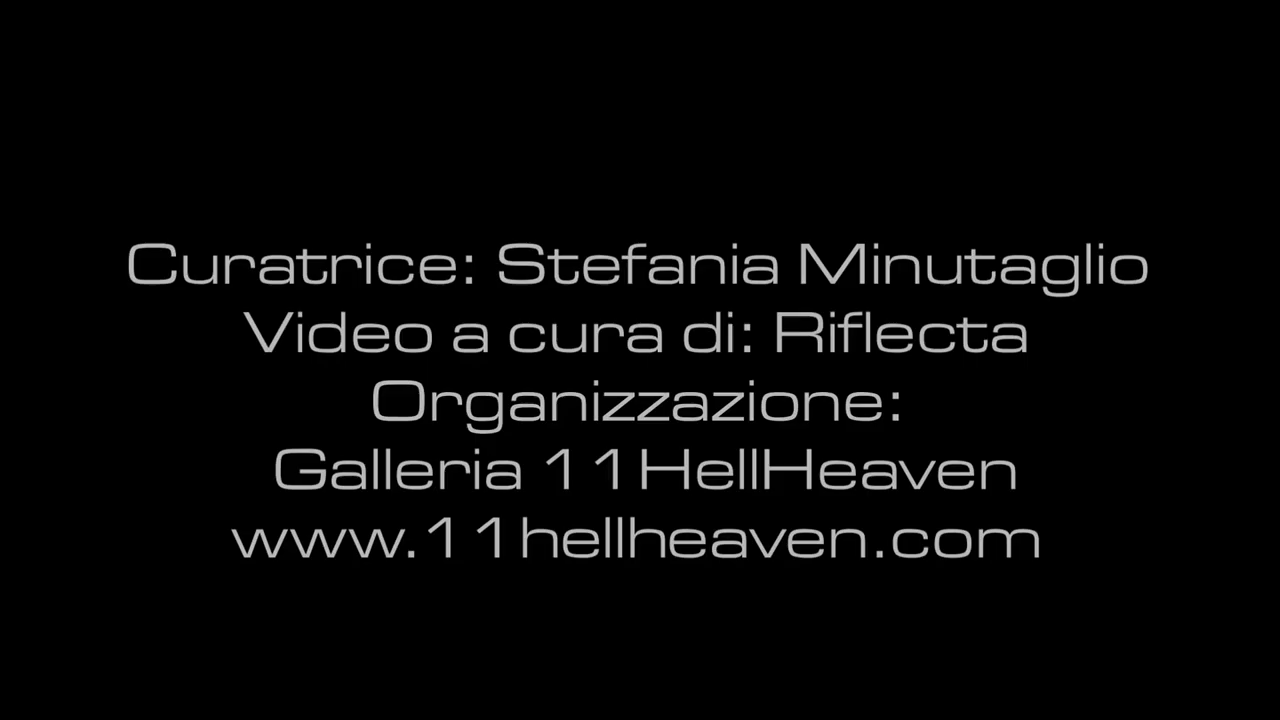 Curatrice: Stefania Minutaglio
Video a cura di: Riflecta
Organizzazione:
Galleria 11HellHeaven
www.11hellheaven.com